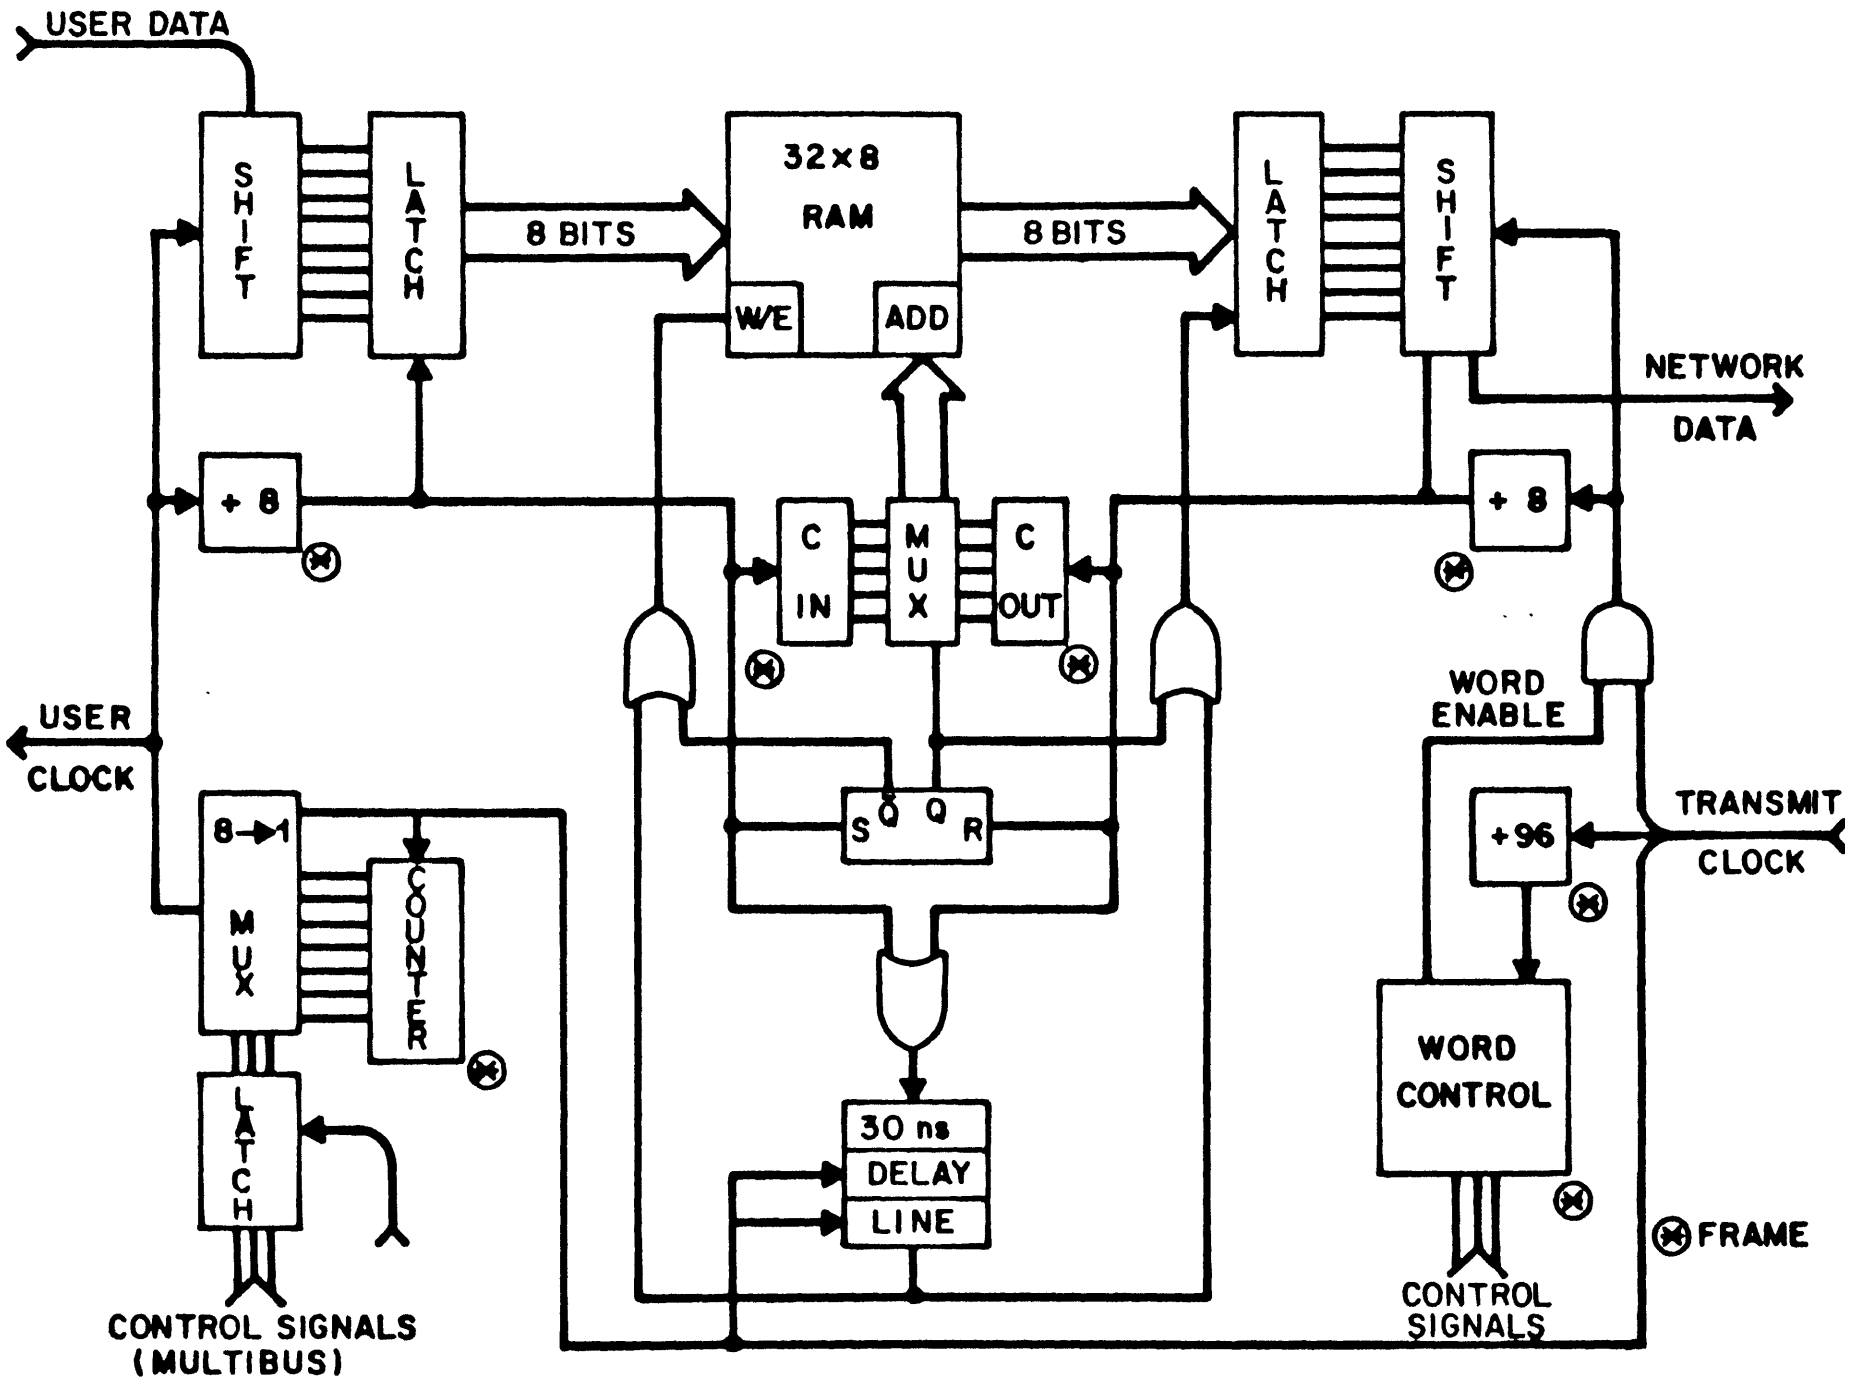 USER DATA
SHIFT
LATCH
8 BITS
32×8
RAM
W/E
ADD
8 BITS
LATCH
SHIFT
NETWORK
DATA
+ 8
+ 8
C
IN
MUX
C
OUT
USER
CLOCK
WORD
ENABLE
S
Q
Q
R
8→1
MUX
COUNTER
+96
TRANSMIT
CLOCK
WORD
CONTROL
LATCH
30 ns
DELAY
LINE
FRAME
CONTROL SIGNALS
(MULTIBUS)
CONTROL
SIGNALS